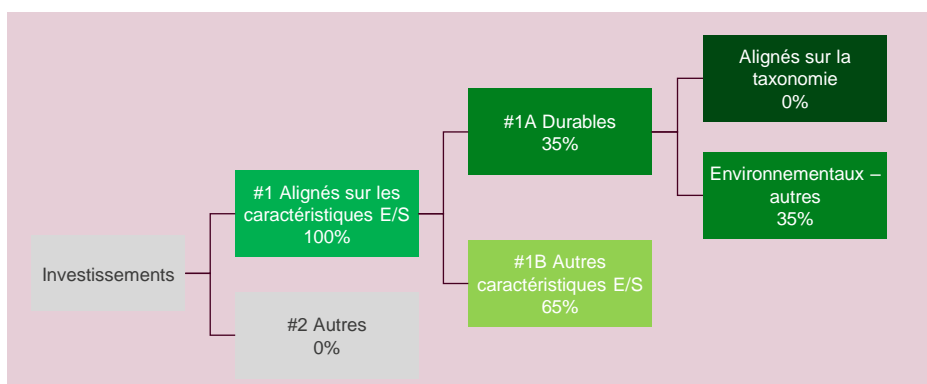 Investissements
#1 Alignés sur les
caractéristiques E/S
100%
#2 Autres
0%
#1A Durables
35%
#1B Autres
caractéristiques E/S
65%
Alignés sur la
taxonomie
0%
Environnementaux –
autres
35%